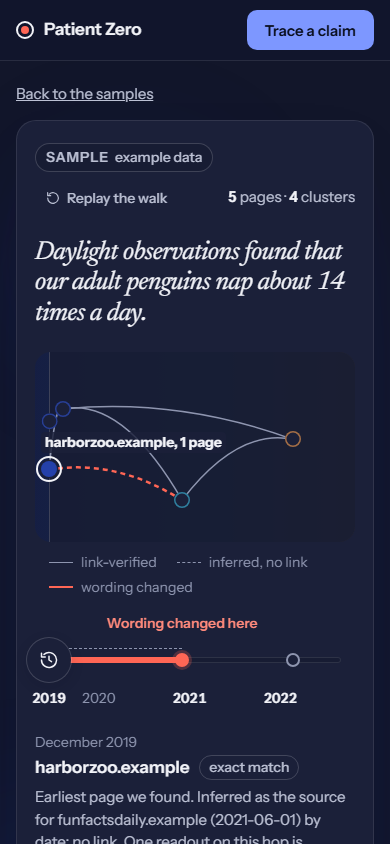 Patient Zero
Trace a claim
Back to the samples
SAMPLE example data
Replay the walk
5 pages · 4 clusters
Daylight observations found that
our adult penguins nap about 14
times a day.
harborzoo.example, 1 page
link-verified
inferred, no link
wording changed
Wording changed here
2019 2020 2021 2022
December 2019
harborzoo.example
exact match
Earliest page we found. Inferred as the source
for funfactsdaily.example (2021-06-01) by
date; no link. One readout on this hop is